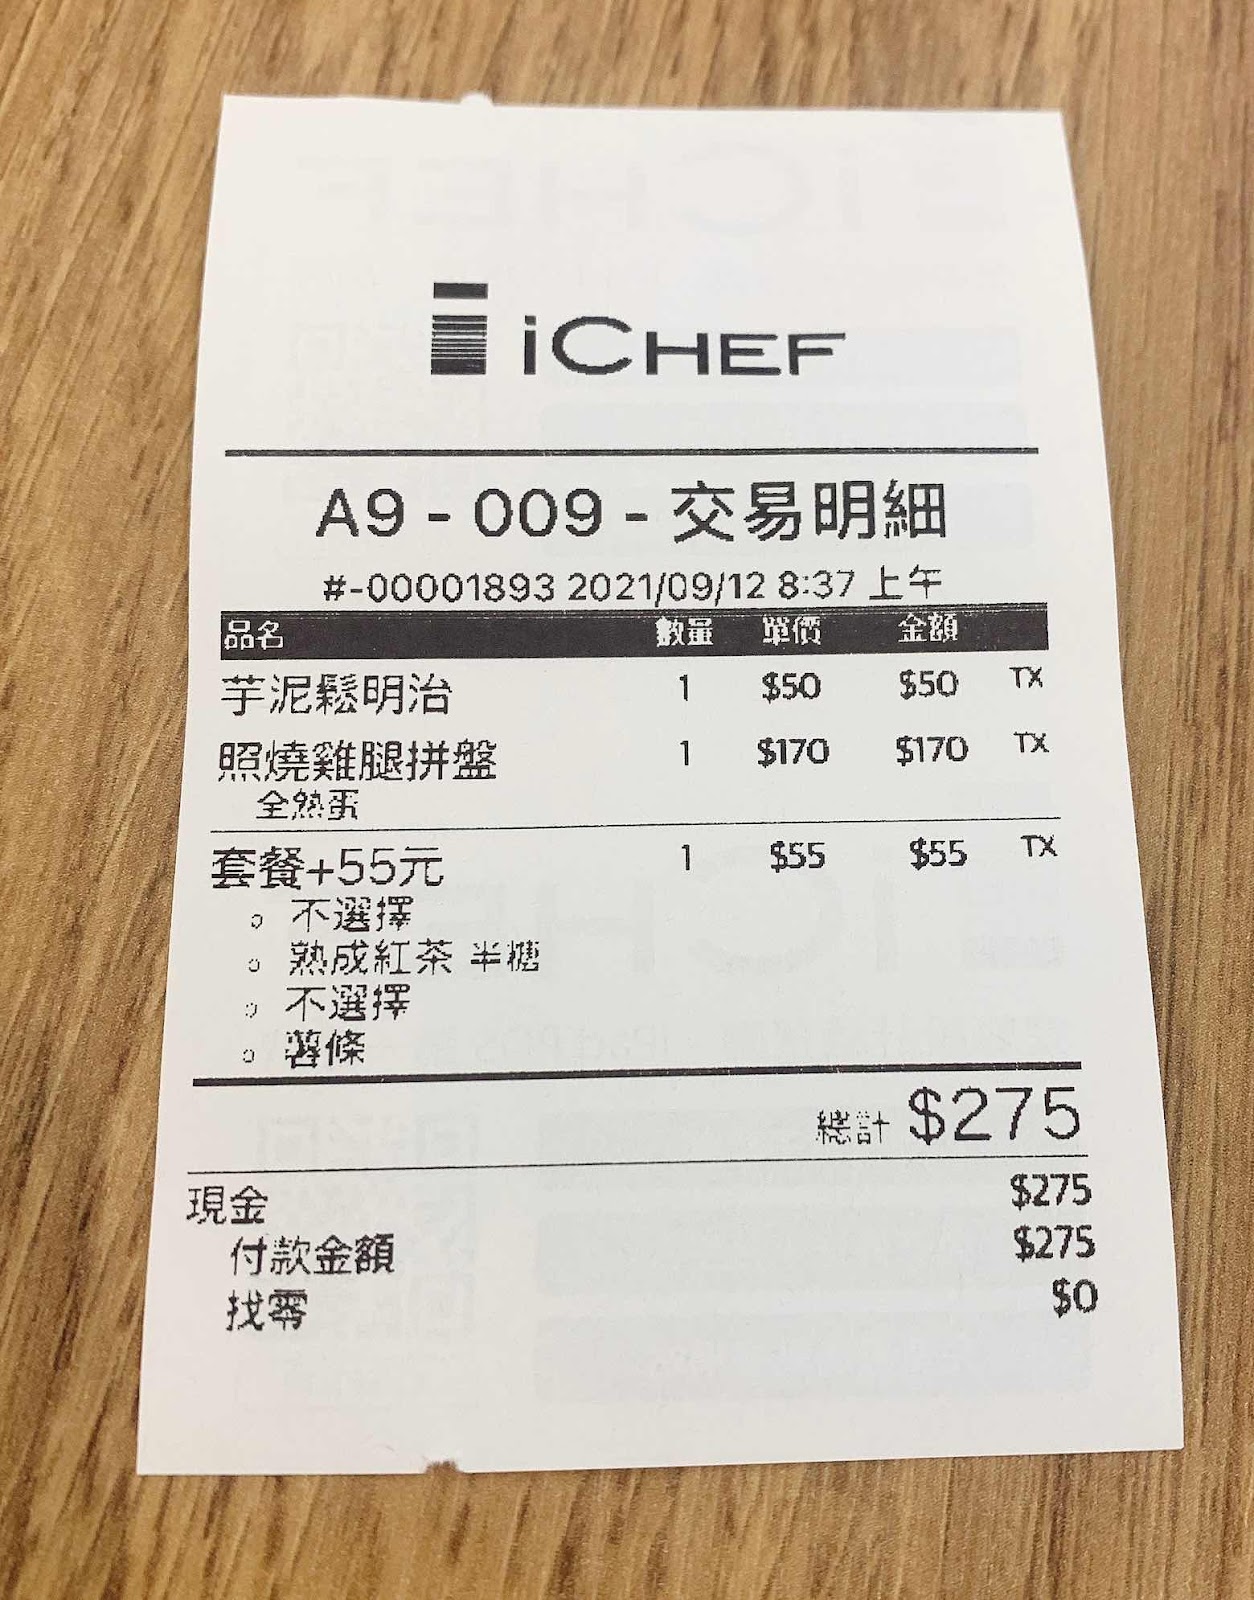 iCHEF
A9 - 009 - 交易明細
#-00001893 2021/09/12 8:37 上午
品名 數量 單價 金額
芋泥鬆明治 1 $50 $50 TX
照燒雞腿拼盤 1 $170 $170 TX
全熟蛋
套餐+55元 1 $55 $55 TX
◦ 不選擇
◦ 熟成紅茶 半糖
◦ 不選擇
◦ 薯條
總計 $275
現金 $275
付款金額 $275
找零 $0